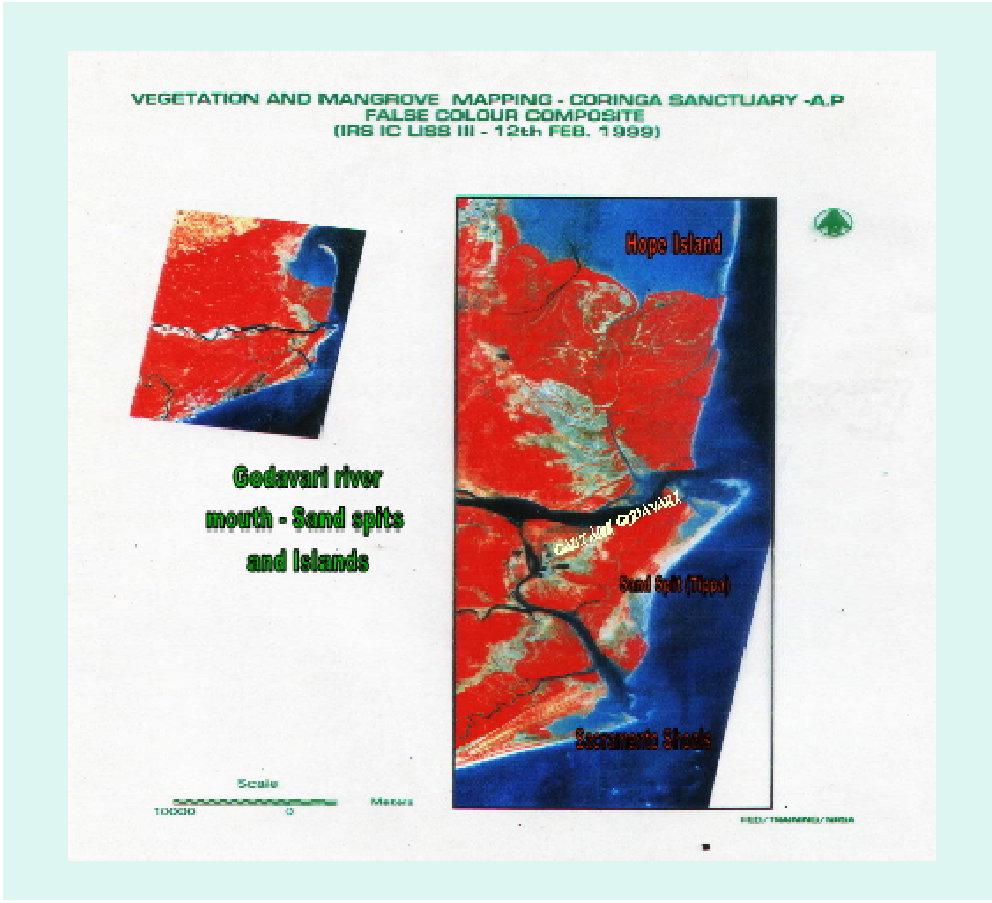 VEGETATION AND MANGROVE MAPPING - CORINGA SANCTUARY -A.P
FALSE COLOUR COMPOSITE
(IRS IC LISS III - 12th FEB. 1999)
Hope Island
Godavari river
mouth - Sand spits
and Islands
GODAVARI
Sand Spit (Tippa)
Sacramento Shoals
Scale
10000 0 Meters